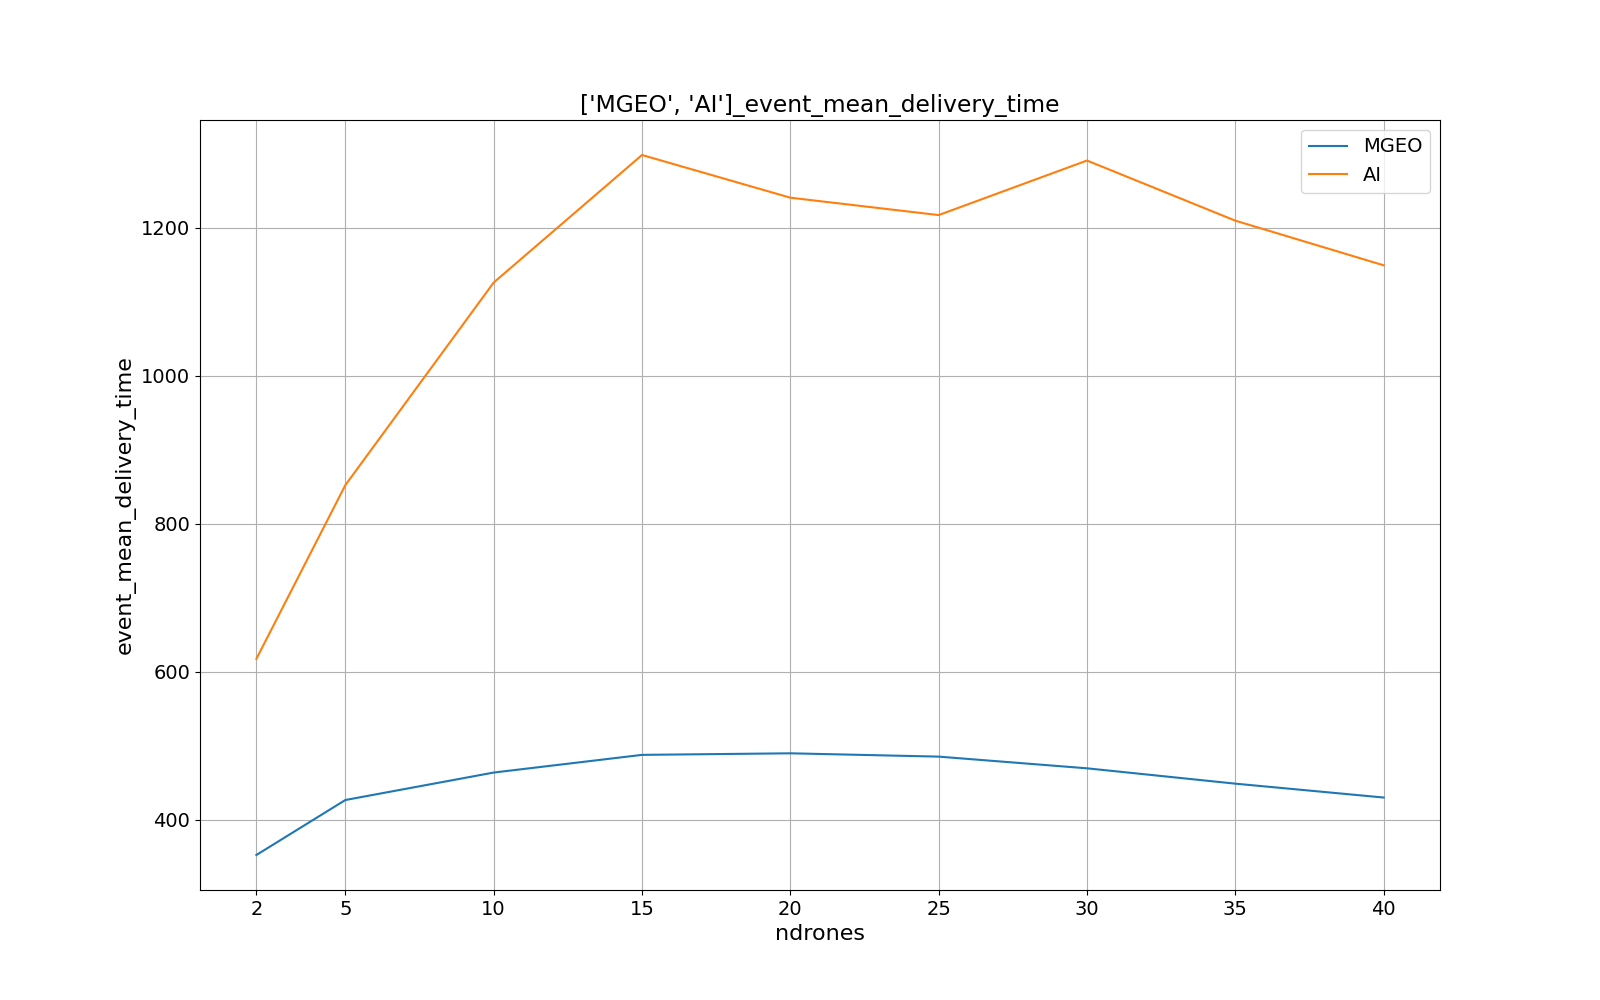 ['MGEO', 'AI']_event_mean_delivery_time
MGEO
AI
event_mean_delivery_time
1200
1000
800
600
400
2 5 10 15 20 25 30 35 40
ndrones